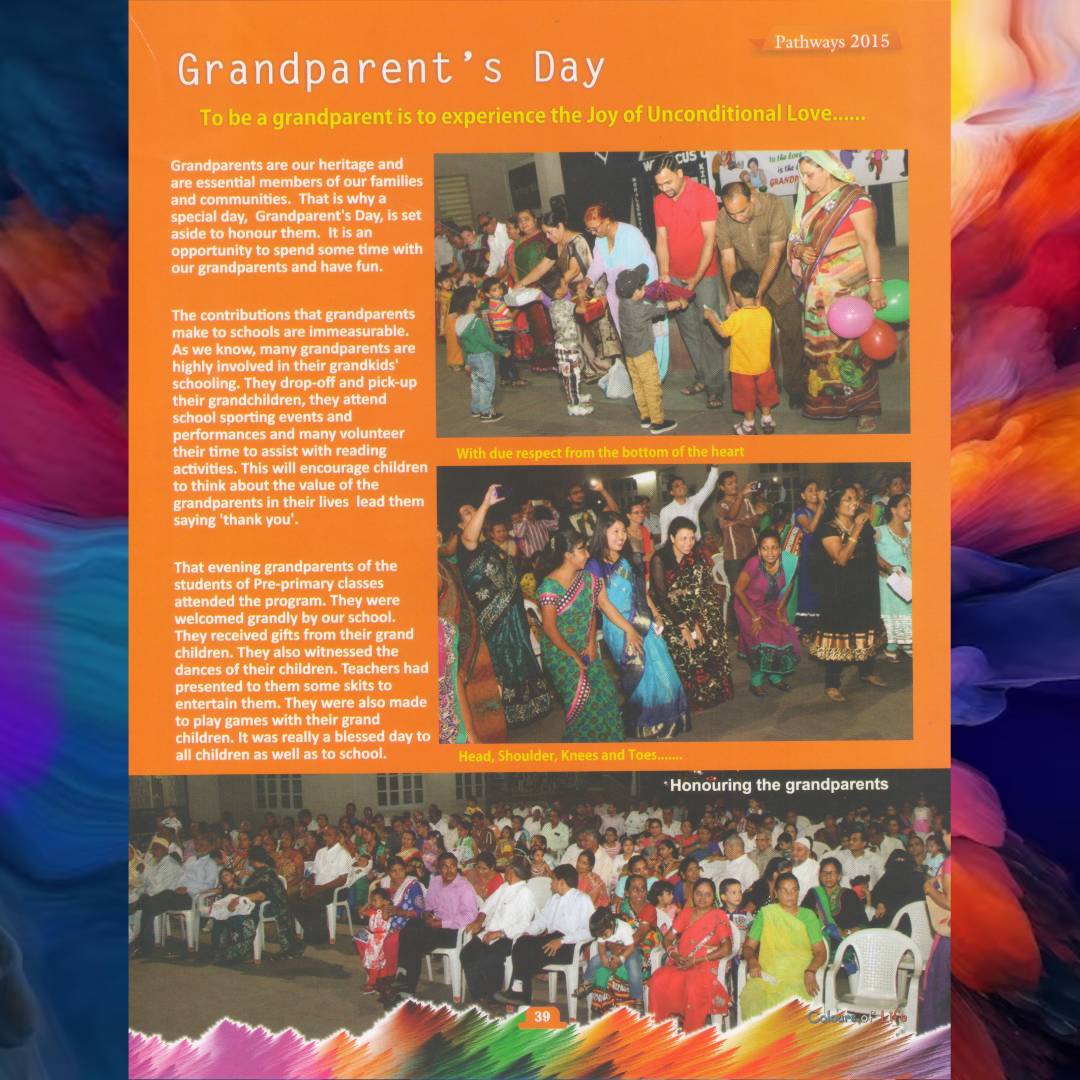 Pathways 2015
Grandparent's Day
To be a grandparent is to experience the Joy of Unconditional Love......
Grandparents are our heritage and
are essential members of our families
and communities. That is why a
special day, Grandparent's Day, is set
aside to honour them. It is an
opportunity to spend some time with
our grandparents and have fun.
The contributions that grandparents
make to schools are immeasurable.
As we know, many grandparents are
highly involved in their grandkids'
schooling. They drop-off and pick-up
their grandchildren, they attend
school sporting events and
performances and many volunteer
their time to assist with reading
activities. This will encourage children
to think about the value of the
grandparents in their lives lead them
saying 'thank you'.
That evening grandparents of the
students of Pre-primary classes
attended the program. They were
welcomed grandly by our school.
They received gifts from their grand
children. They also witnessed the
dances of their children. Teachers had
presented to them some skits to
entertain them. They were also made
to play games with their grand
children. It was really a blessed day to
all children as well as to school.
to the
is the
With due respect from the bottom of the heart
Head, Shoulder, Knees and Toes.......
Honouring the grandparents
39
Colours of Life